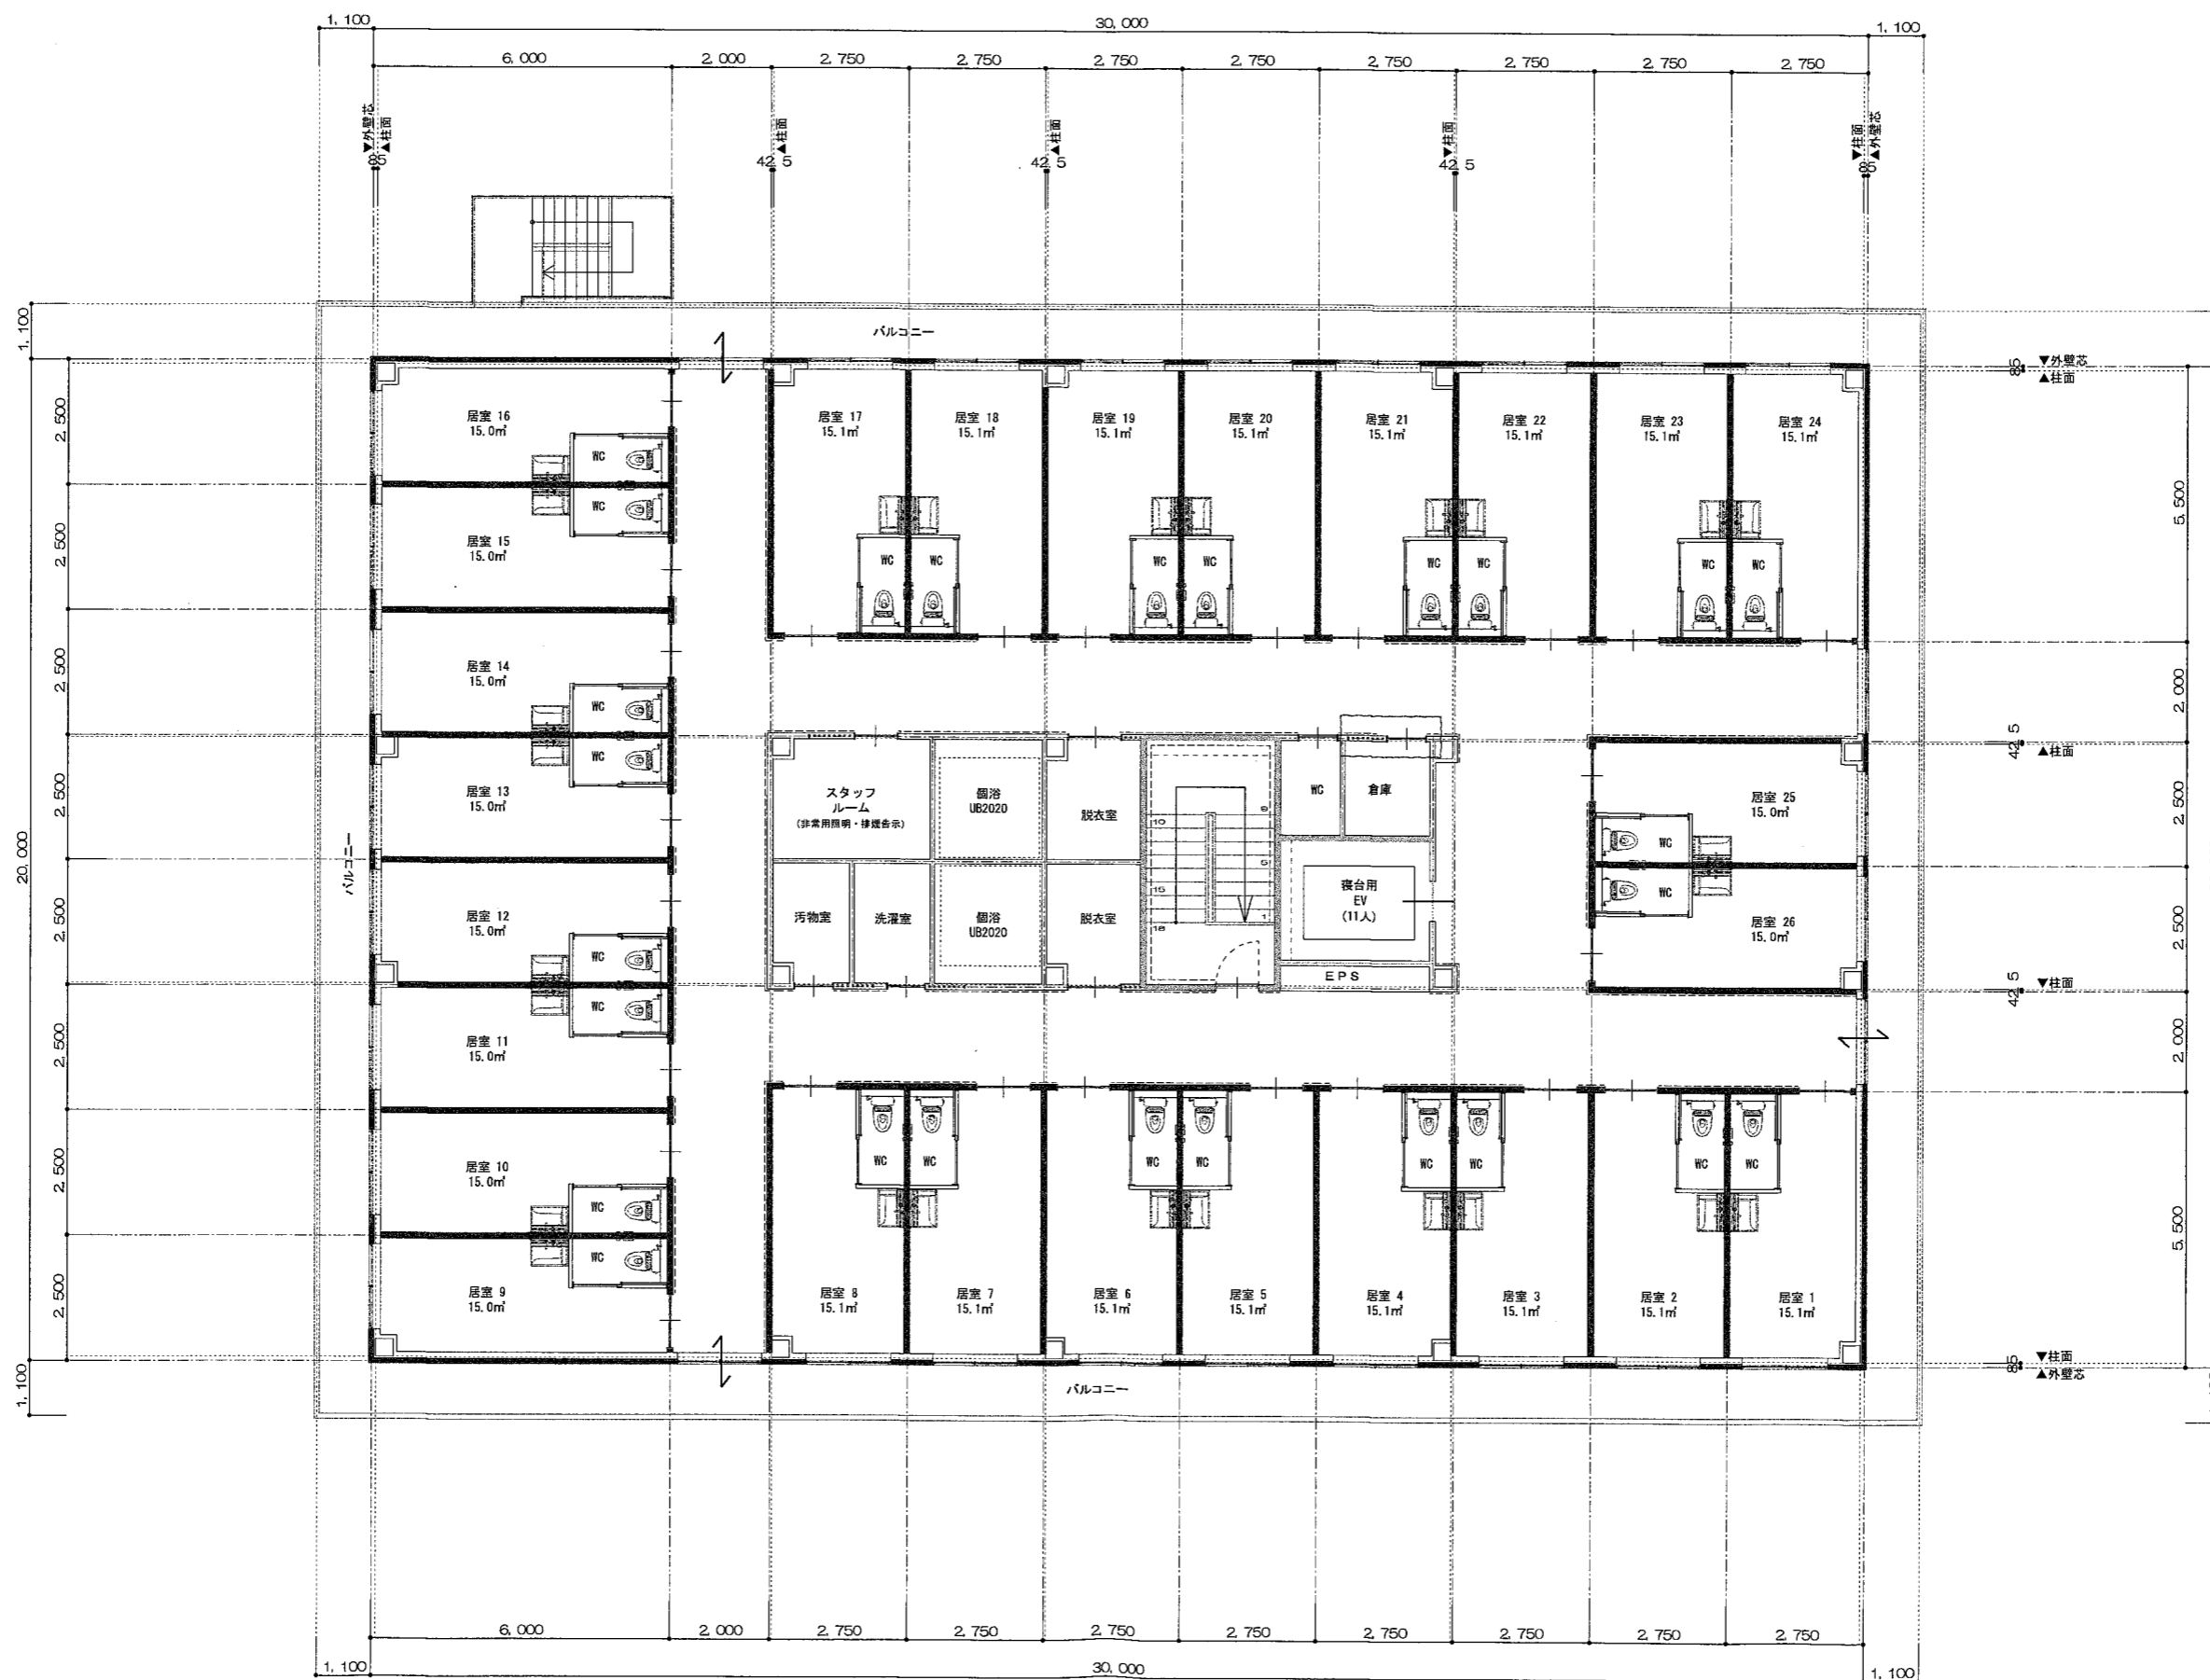 1,100
30,000
1,100
6,000
2,000
2,750
2,750
2,750
2,750
2,750
2,750
2,750
2,750
▼外壁芯
▲柱面
85
▲柱面
42.5
▲柱面
42.5
▼柱面
42.5
▼柱面
▲外壁芯
85
1,100
バルコニー
85
▼外壁芯
▲柱面
2,500
居室 16
15.0㎡
WC
居室 17
15.1㎡
居室 18
15.1㎡
居室 19
15.1㎡
居室 20
15.1㎡
居室 21
15.1㎡
居室 22
15.1㎡
居室 23
15.1㎡
居室 24
15.1㎡
5,500
2,500
WC
居室 15
15.0㎡
WC
WC
WC
WC
WC
WC
WC
WC
2,500
居室 14
15.0㎡
WC
2,000
42.5
▲柱面
2,500
WC
居室 13
15.0㎡
スタッフ
ルーム
(非常用照明・排煙告示)
個浴
UB2020
脱衣室
10
9
WC
倉庫
居室 25
15.0㎡
WC
2,500
20,000
バルコニー
2,500
居室 12
15.0㎡
WC
汚物室
洗濯室
個浴
UB2020
脱衣室
15
5
18
1
寝台用
EV
(11人)
EPS
WC
居室 26
15.0㎡
2,500
▼柱面
42.5
2,500
WC
居室 11
15.0㎡
2,000
2,500
居室 10
15.0㎡
WC
WC
WC
WC
WC
WC
WC
WC
WC
5,500
2,500
WC
居室 9
15.0㎡
居室 8
15.1㎡
居室 7
15.1㎡
居室 6
15.1㎡
居室 5
15.1㎡
居室 4
15.1㎡
居室 3
15.1㎡
居室 2
15.1㎡
居室 1
15.1㎡
85
▼柱面
▲外壁芯
1,100
バルコニー
6,000
2,000
2,750
2,750
2,750
2,750
2,750
2,750
2,750
2,750
1,100
30,000
1,100